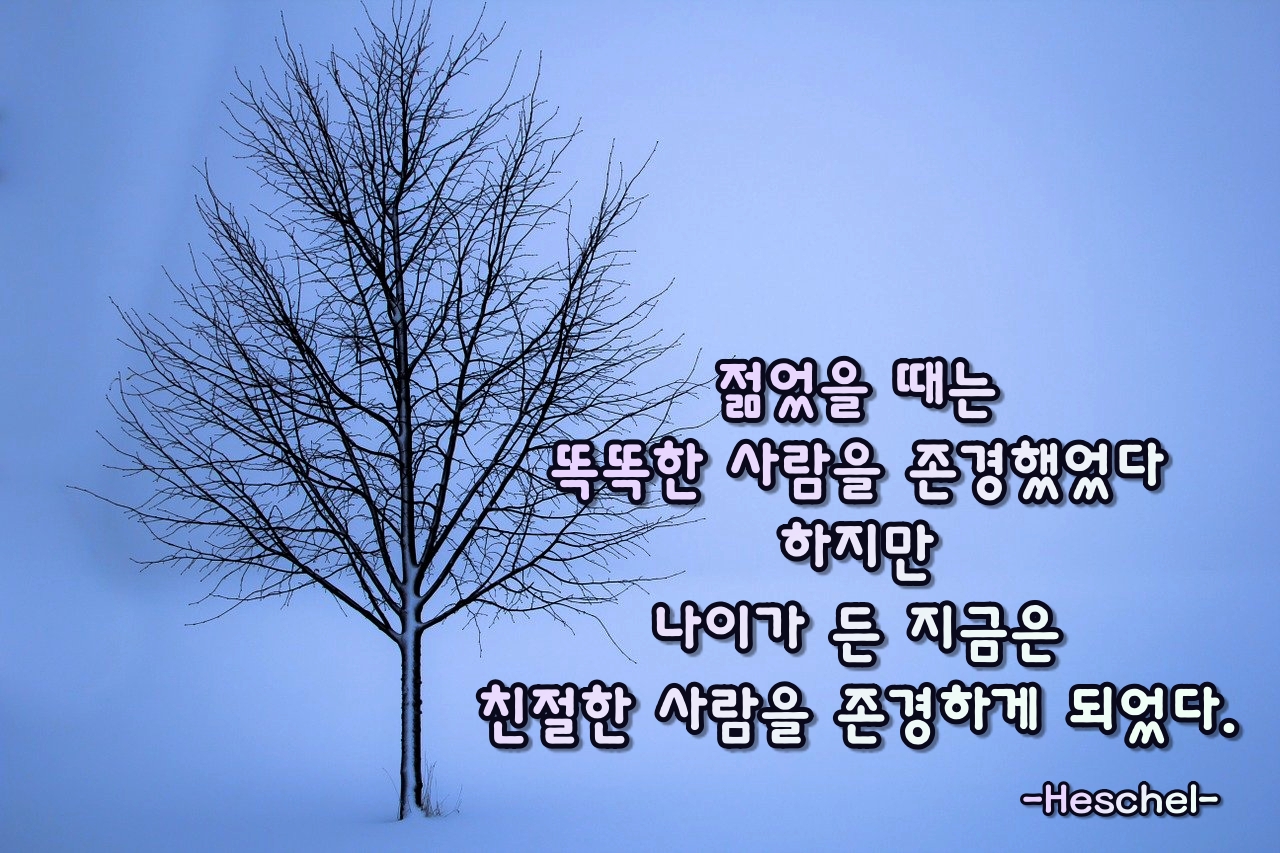 젊었을 때는
똑똑한 사람을 존경했었다
하지만
나이가 든 지금은
친절한 사람을 존경하게 되었다.
-Heschel-